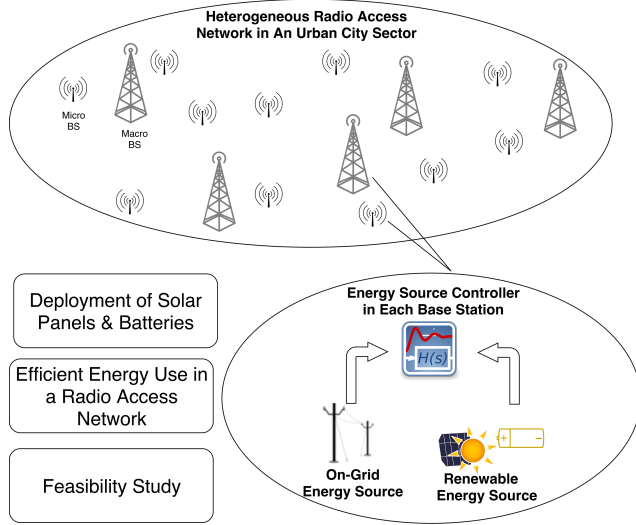 Heterogeneous Radio Access
Network in An Urban City Sector
Micro
BS
Macro
BS
Deployment of Solar
Panels & Batteries
Efficient Energy Use in
a Radio Access
Network
Feasibility Study
Energy Source Controller
in Each Base Station
H(s)
+ −
On-Grid
Energy Source
Renewable
Energy Source